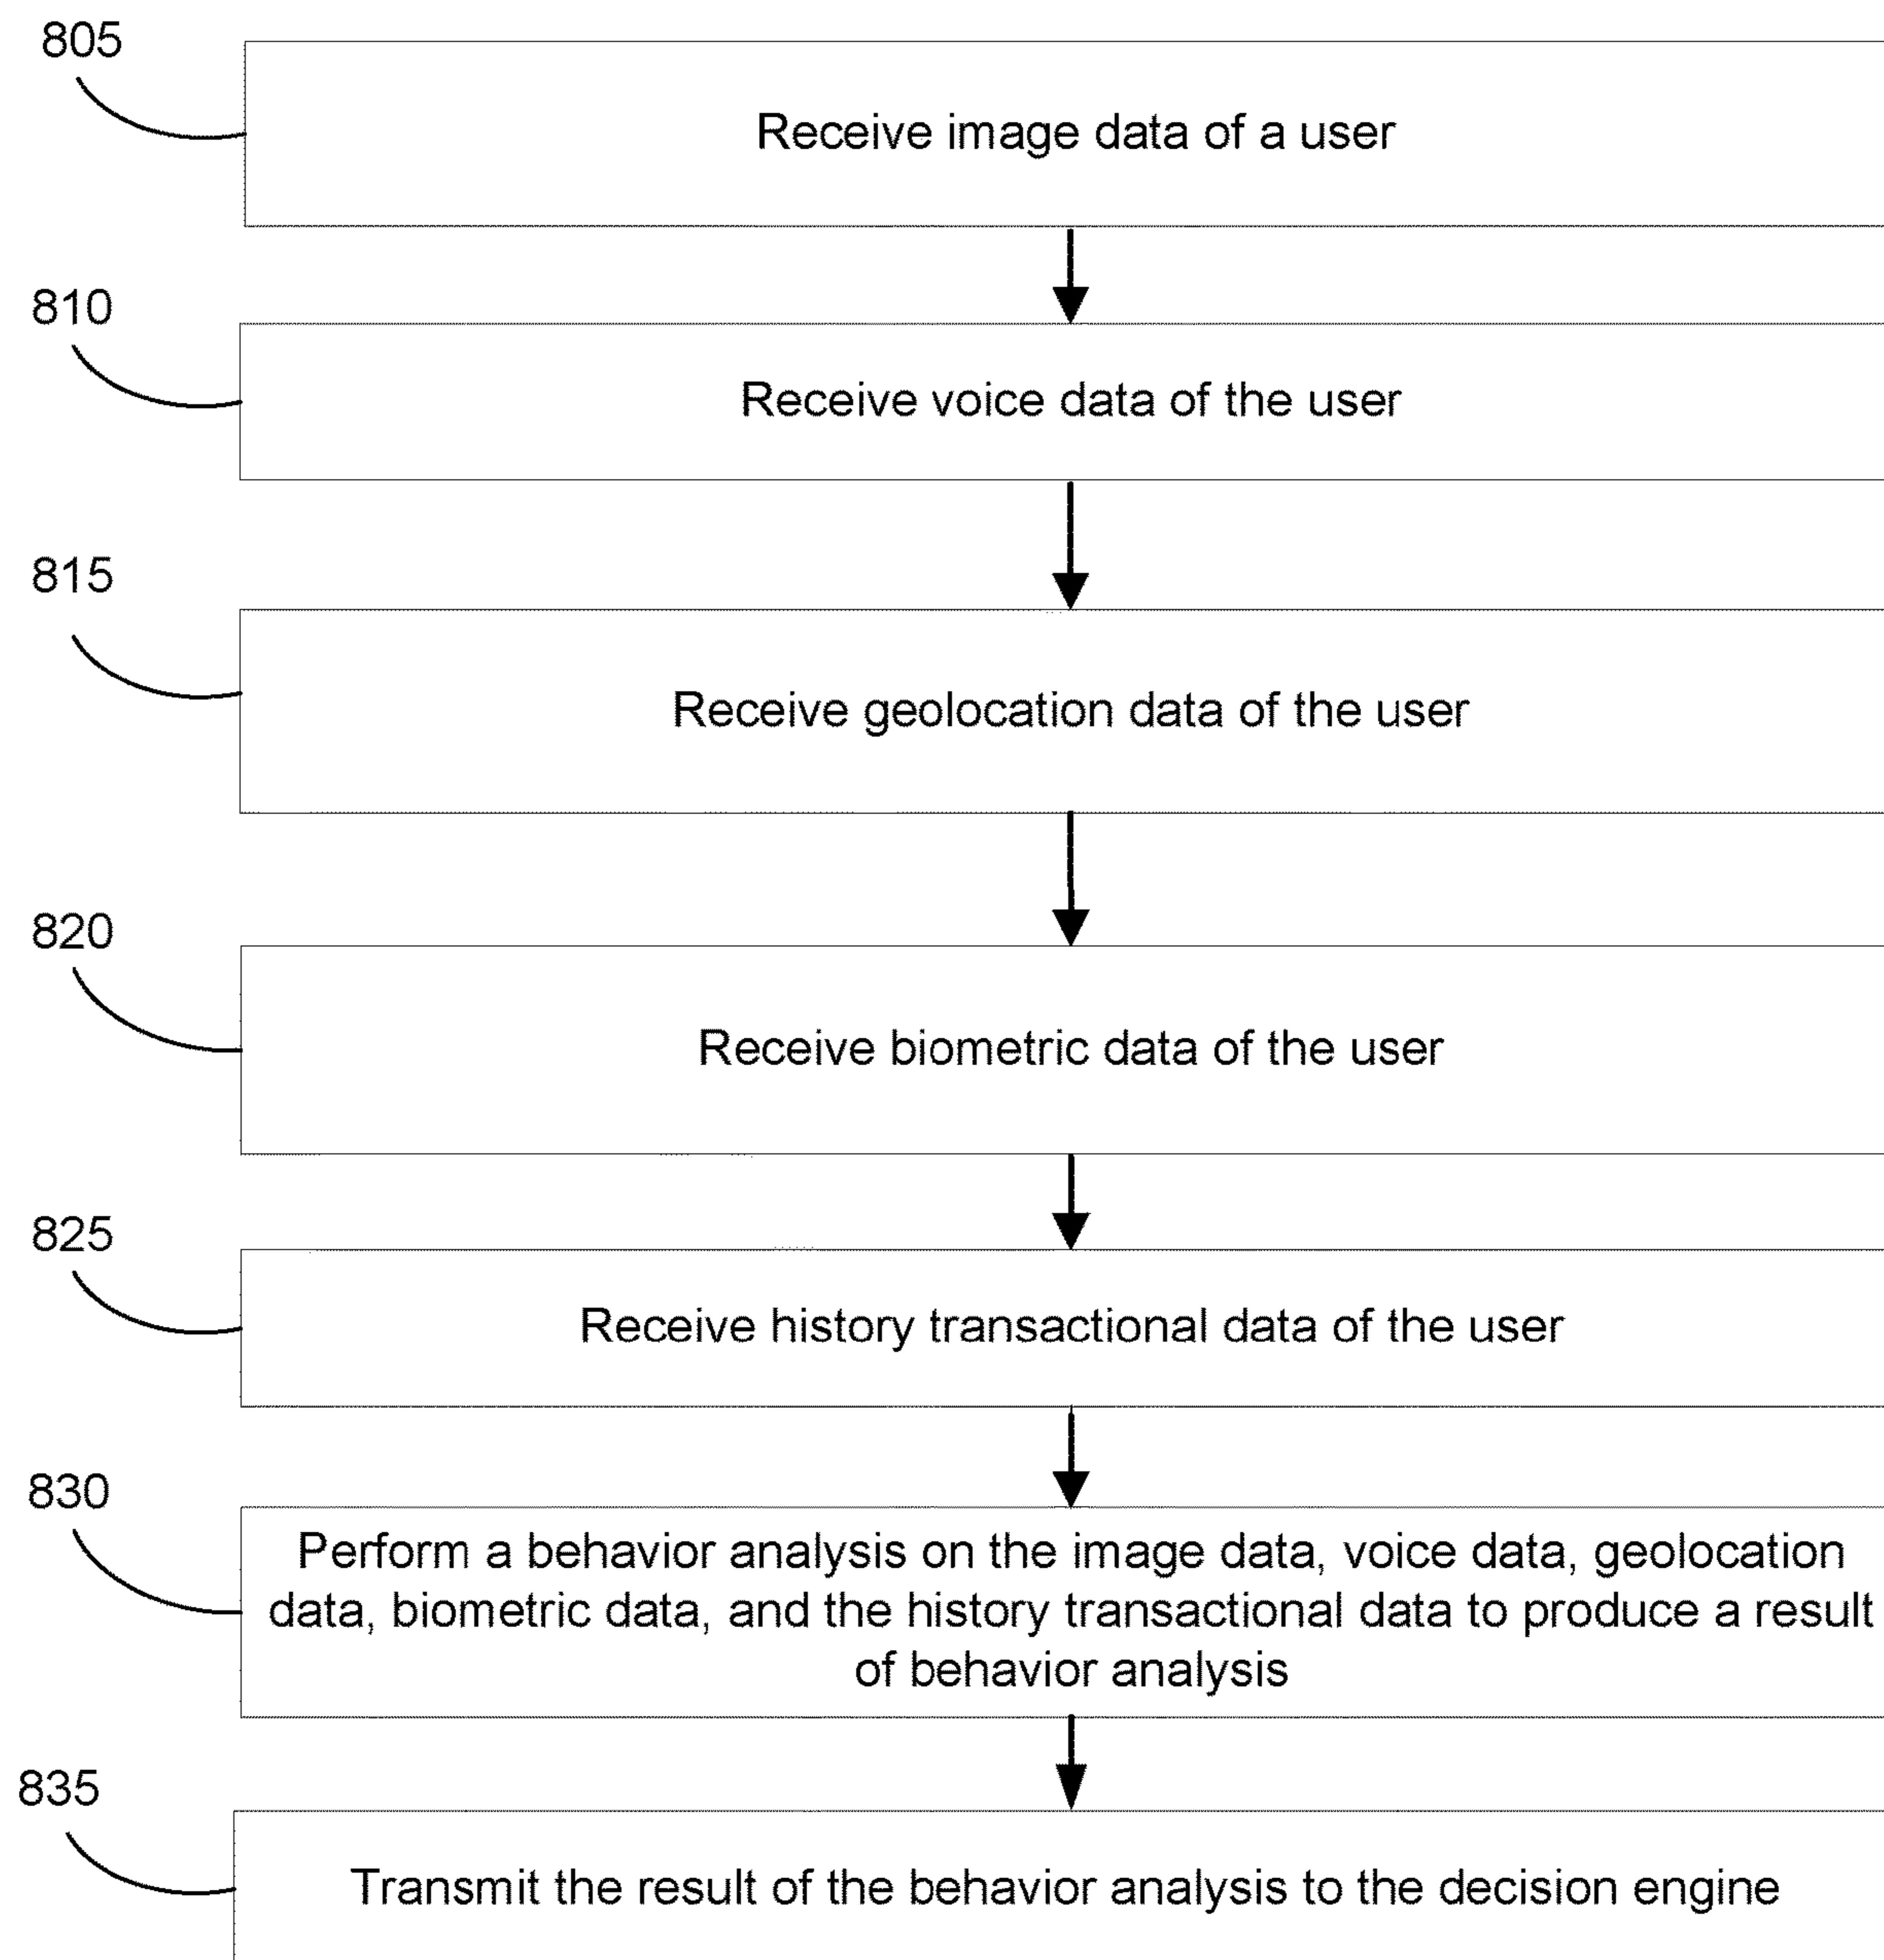 805
Receive image data of a user
810
Receive voice data of the user
815
Receive geolocation data of the user
820
Receive biometric data of the user
825
Receive history transactional data of the user
830
Perform a behavior analysis on the image data, voice data, geolocation
data, biometric data, and the history transactional data to produce a result
of behavior analysis
835
Transmit the result of the behavior analysis to the decision engine